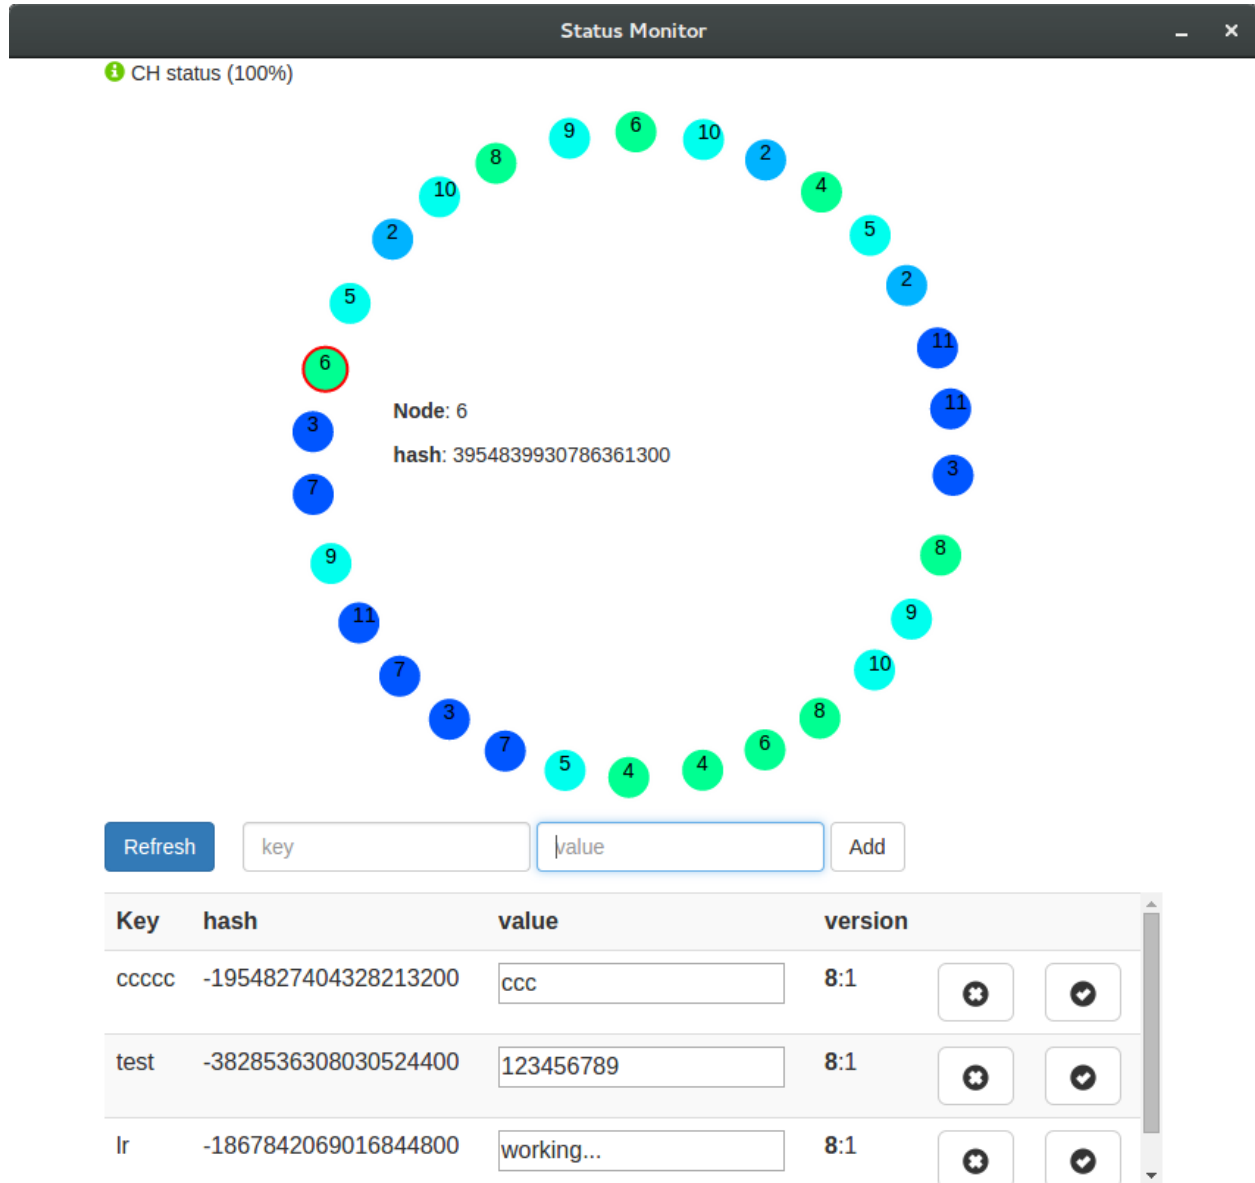 Status Monitor
CH status (100%)
9 6 10
8 2
10 4
2 5
5 2
6 11
Node: 6 11
3
hash: 3954839930786361300 3
7
9 8
11 9
7 10
3 8
7 6
5 4 4
Refresh key value Add
Key hash value version
ccccc -1954827404328213200 ccc 8:1
test -3828536308030524400 123456789 8:1
lr -1867842069016844800 working... 8:1